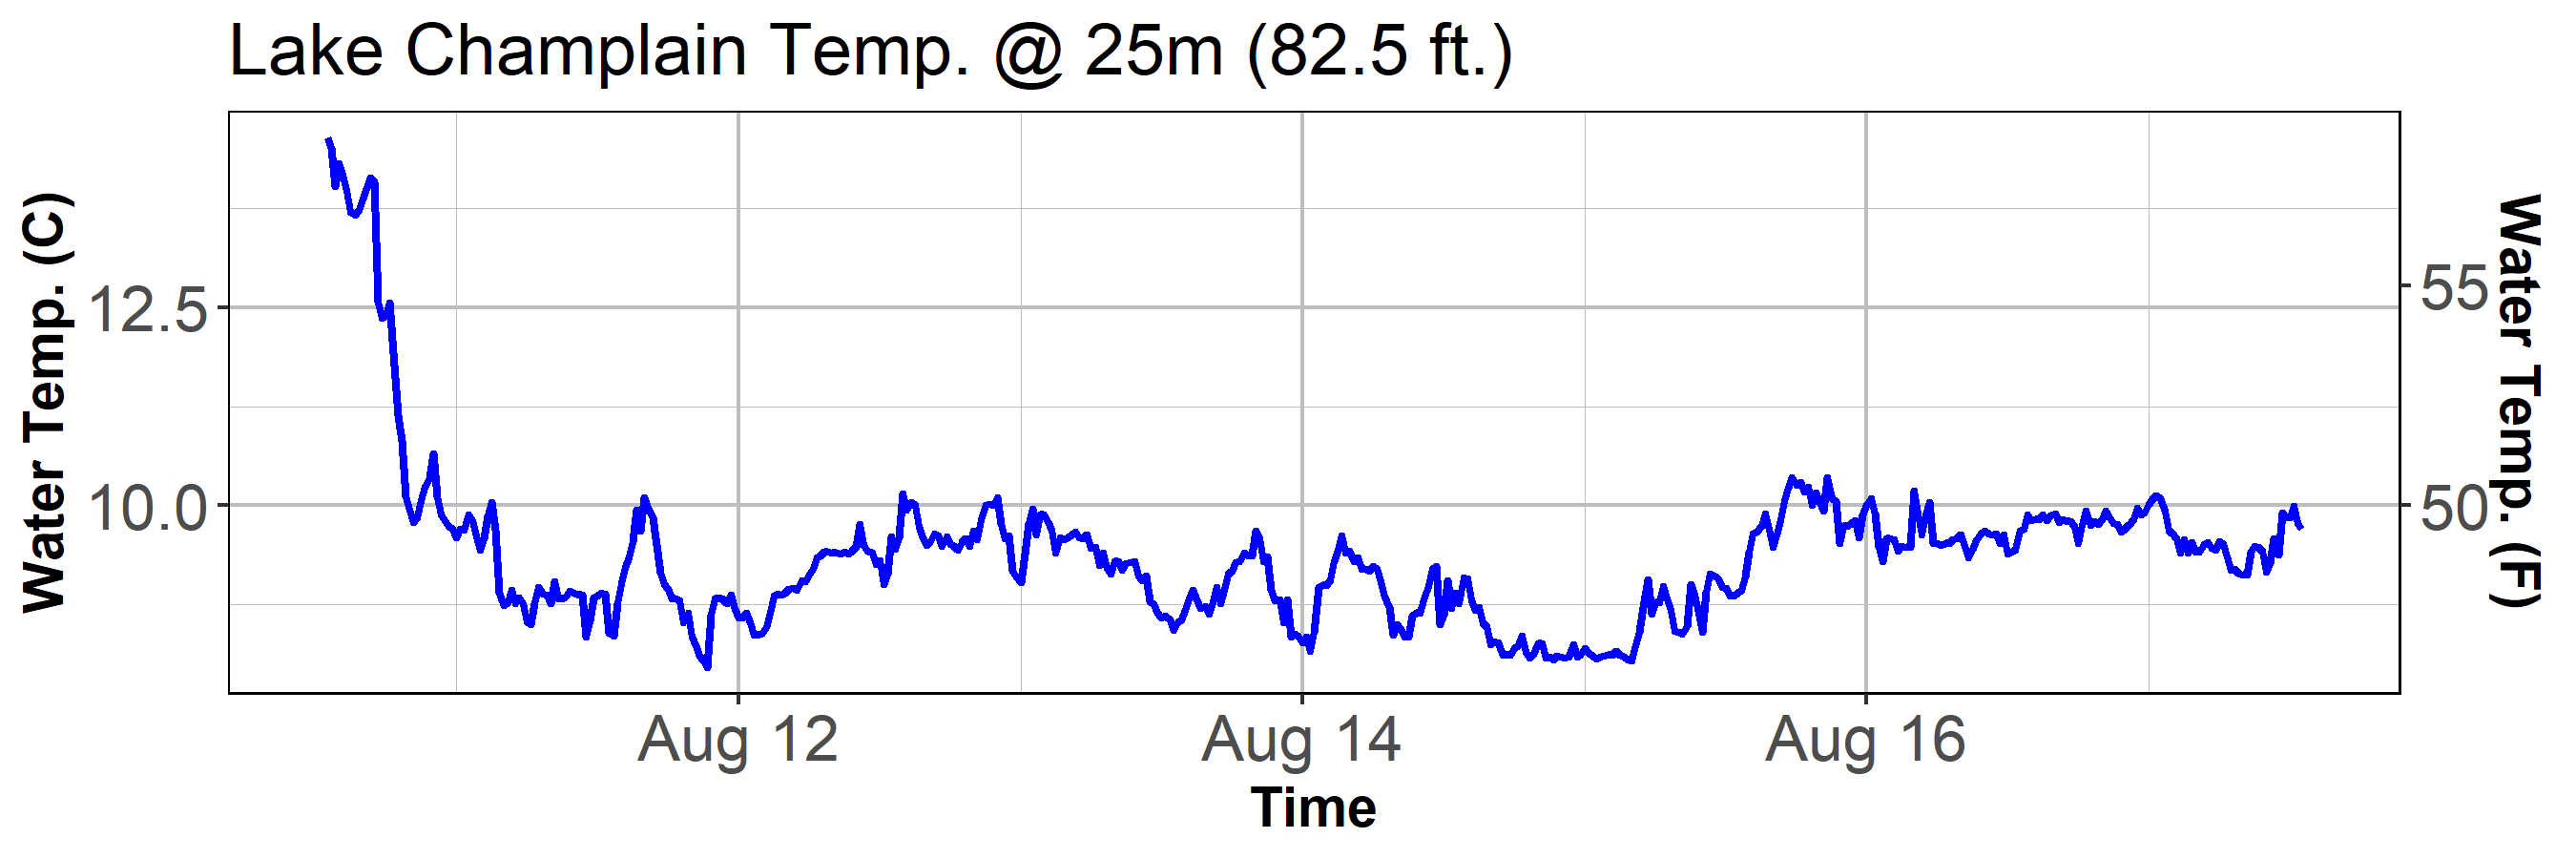 Lake Champlain Temp. @ 25m (82.5 ft.)
Water Temp. (C)
12.5
10.0
55
50
Water Temp. (F)
Aug 12
Aug 14
Aug 16
Time